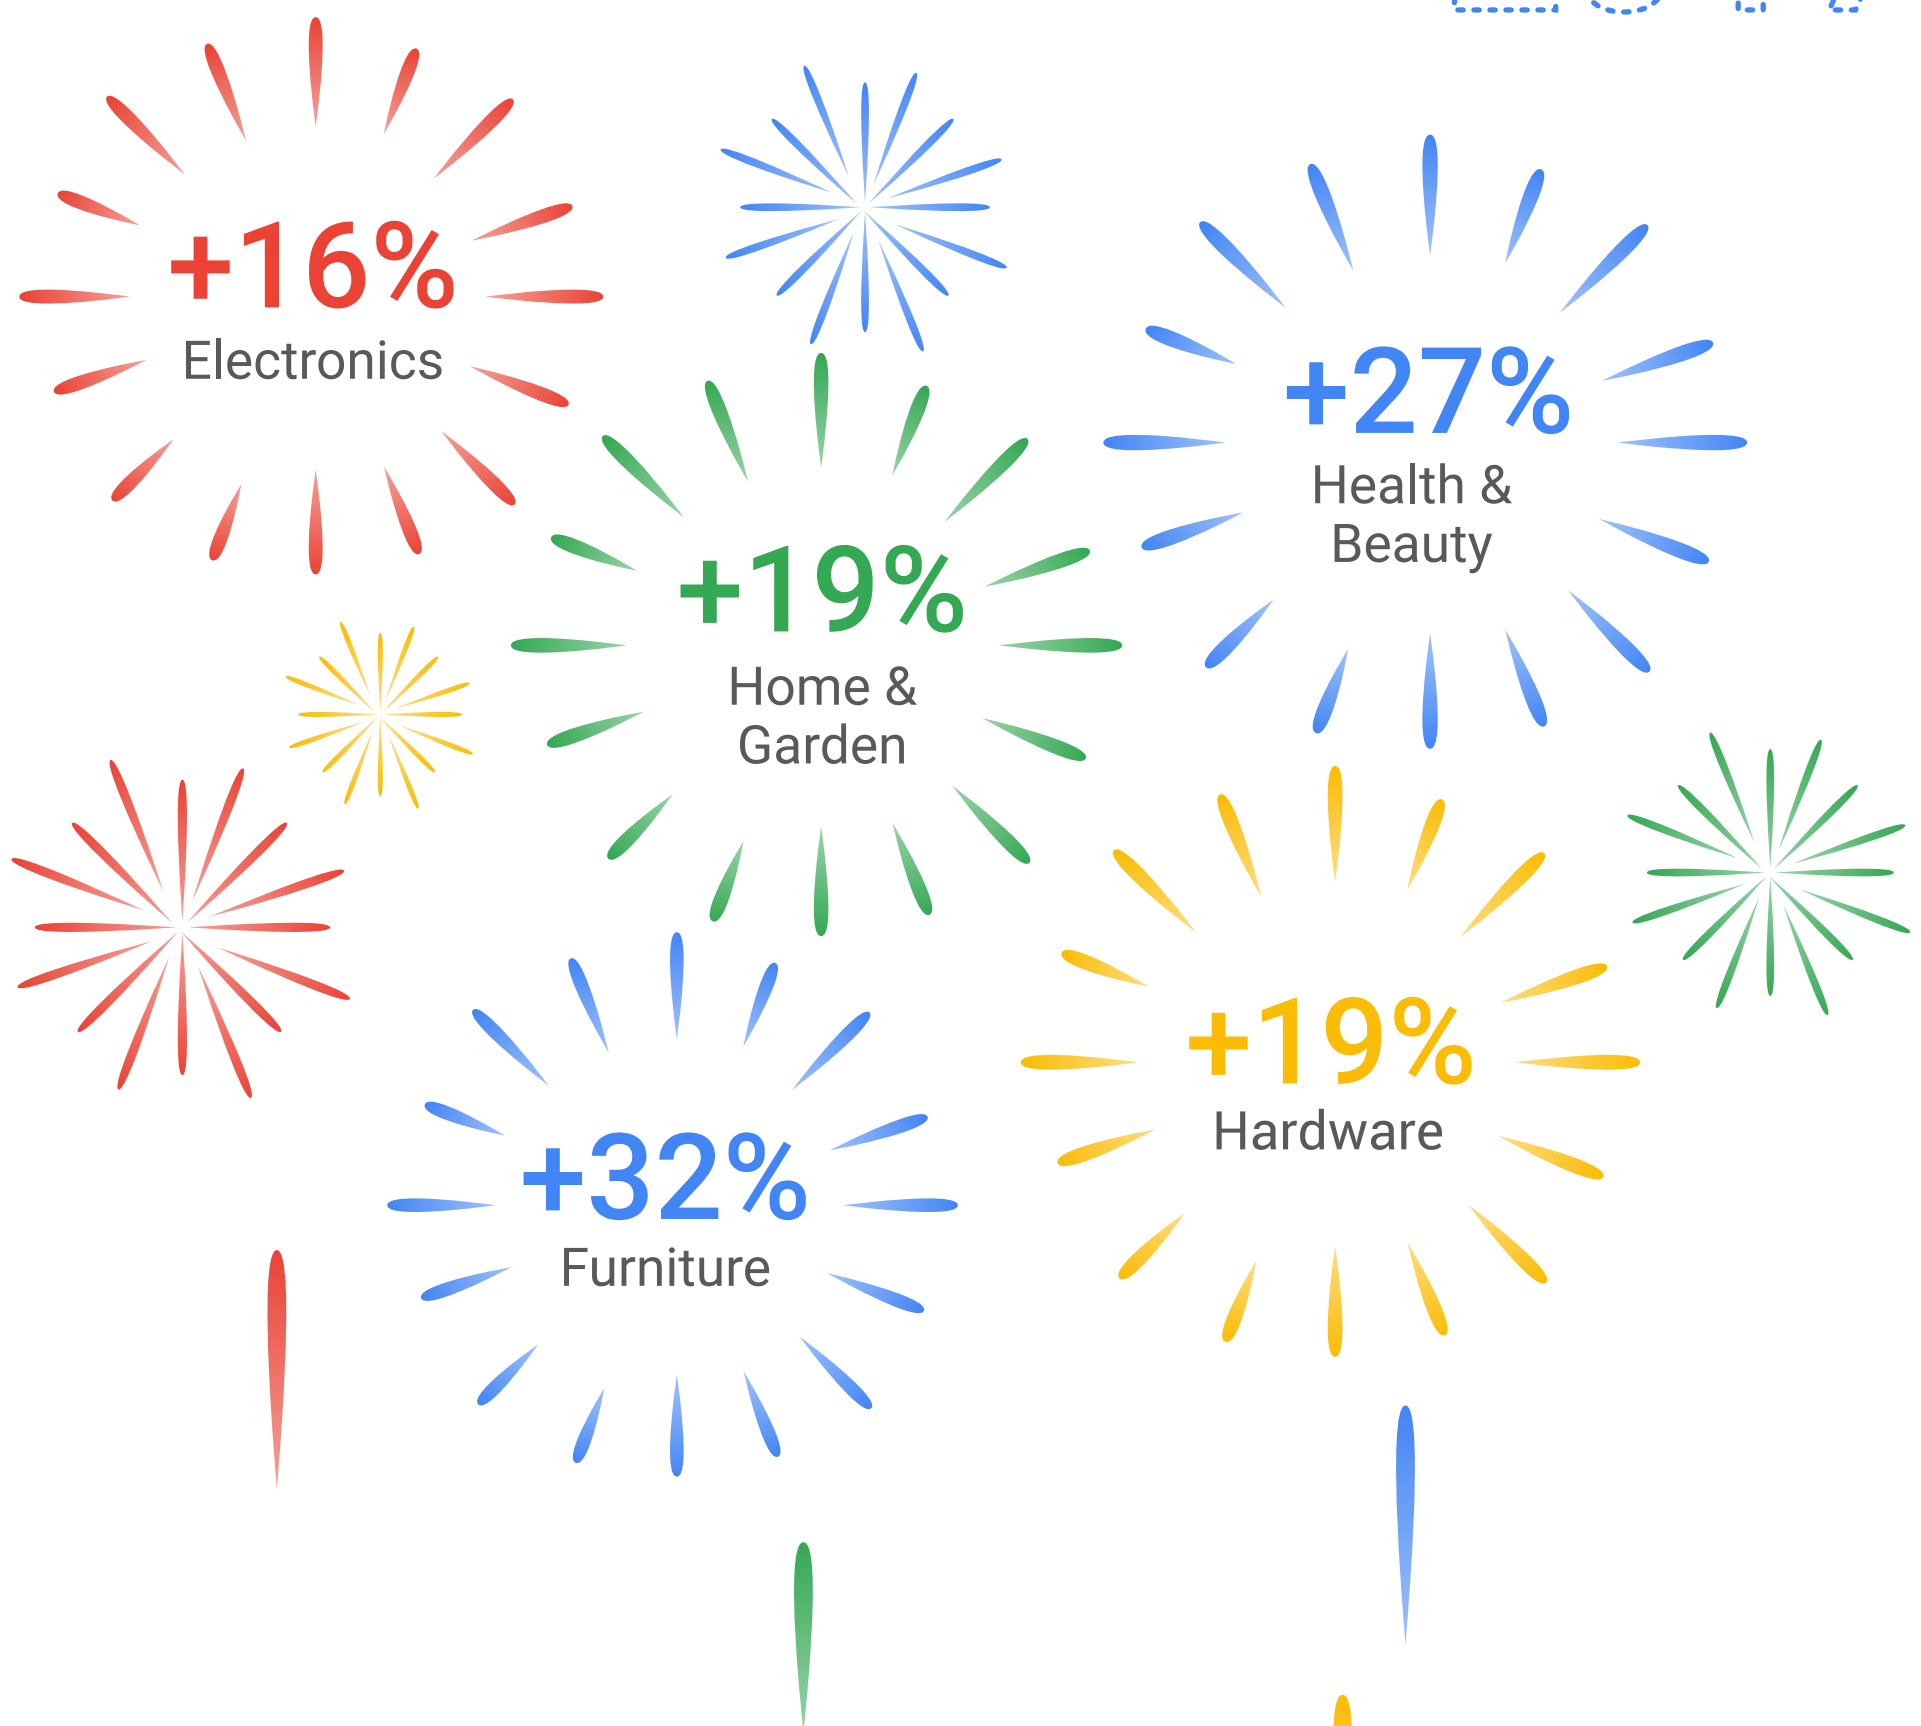 +16%
Electronics
+27%
Health &
Beauty
+19%
Home &
Garden
+19%
Hardware
+32%
Furniture